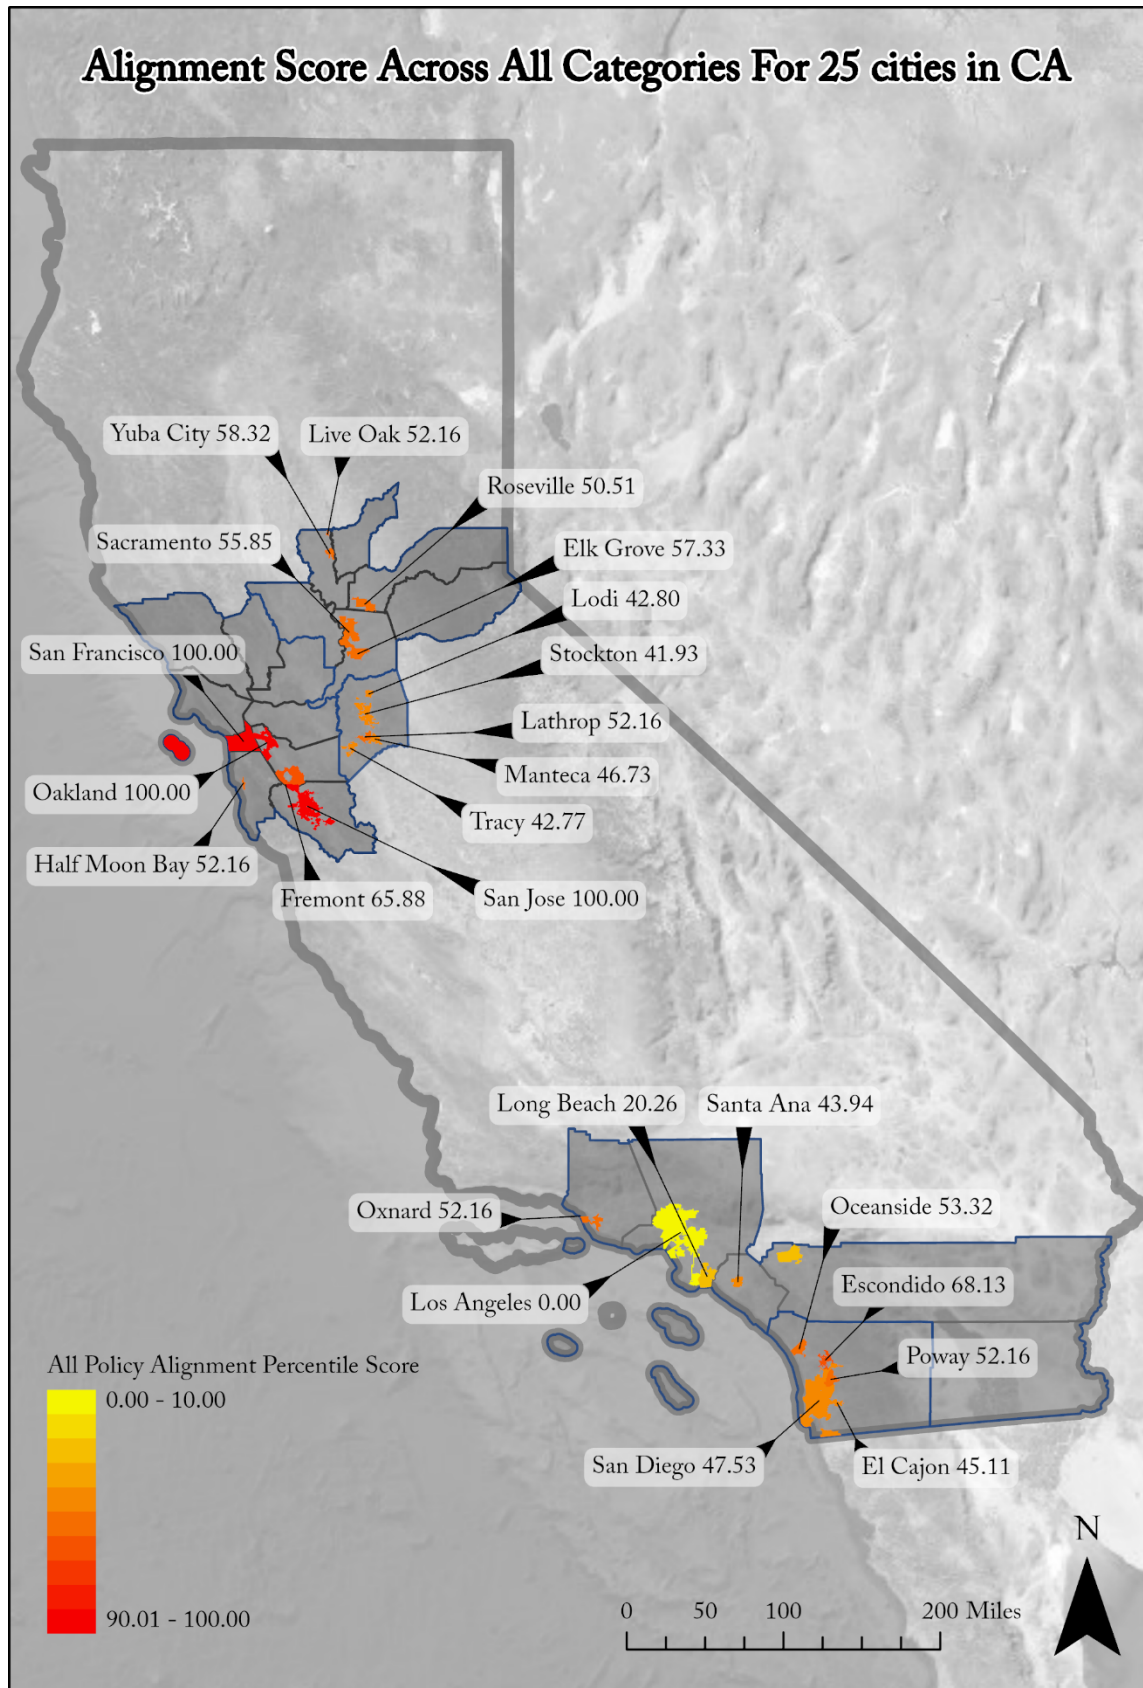 Alignment Score Across All Categories For 25 cities in CA
Yuba City 58.32
Live Oak 52.16
Roseville 50.51
Sacramento 55.85
Elk Grove 57.33
Lodi 42.80
San Francisco 100.00
Stockton 41.93
Lathrop 52.16
Manteca 46.73
Oakland 100.00
Tracy 42.77
Half Moon Bay 52.16
Fremont 65.88
San Jose 100.00
Long Beach 20.26
Santa Ana 43.94
Oxnard 52.16
Oceanside 53.32
Escondido 68.13
Los Angeles 0.00
Poway 52.16
San Diego 47.53
El Cajon 45.11
All Policy Alignment Percentile Score
0.00 - 10.00
90.01 - 100.00
N
0 50 100 200 Miles